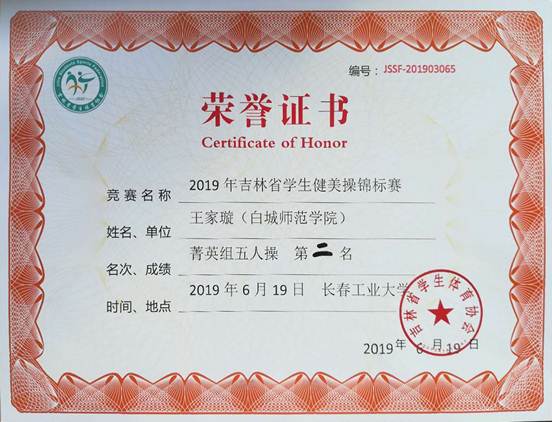 编号：JSSF-201903065
荣誉证书
Certificate of Honor
竞赛名称 2019年吉林省学生健美操锦标赛
姓名、单位 王家璇（白城师范学院）
名次、成绩 菁英组五人操 第二名
时间、地点 2019年6月19日 长春工业大学
吉林省学生体育协会
2019年6月19日